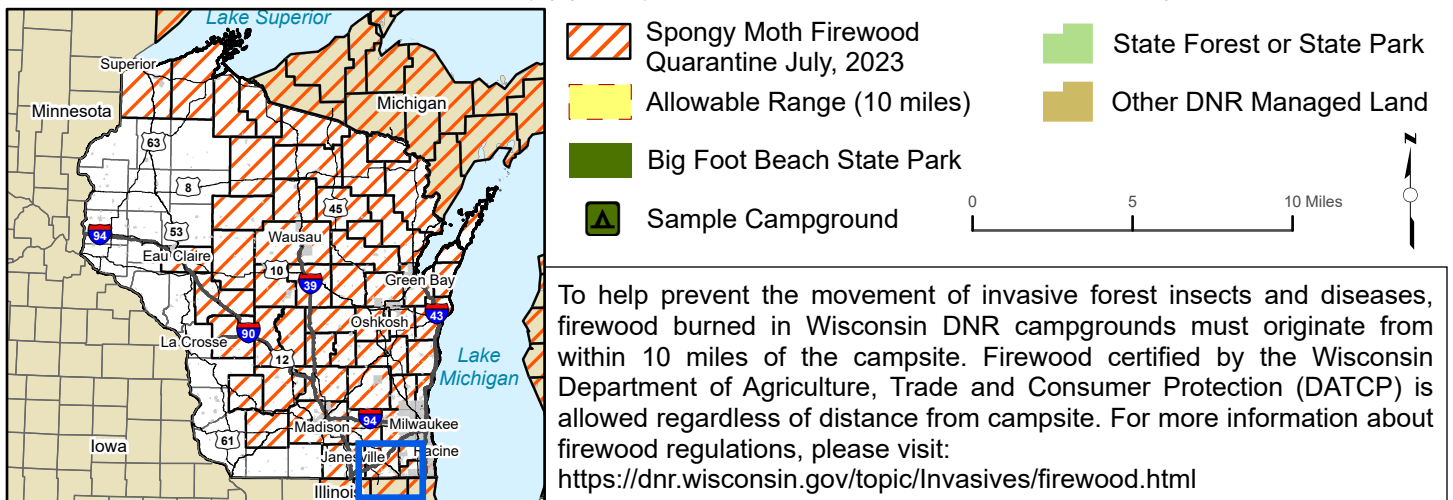 Lake Superior
Superior
Minnesota
Michigan
63
8
45
94
53
Wausau
Eau Claire
10
39
Green Bay
43
Oshkosh
90
La Crosse
12
Lake
Michigan
94
Madison
Milwaukee
61
Iowa
Janesville
Racine
Illinois
Spongy Moth Firewood
Quarantine July, 2023
Allowable Range (10 miles)
Big Foot Beach State Park
Sample Campground
State Forest or State Park
Other DNR Managed Land
N
0 5 10 Miles
To help prevent the movement of invasive forest insects and diseases,
firewood burned in Wisconsin DNR campgrounds must originate from
within 10 miles of the campsite. Firewood certified by the Wisconsin
Department of Agriculture, Trade and Consumer Protection (DATCP) is
allowed regardless of distance from campsite. For more information about
firewood regulations, please visit:
https://dnr.wisconsin.gov/topic/Invasives/firewood.html